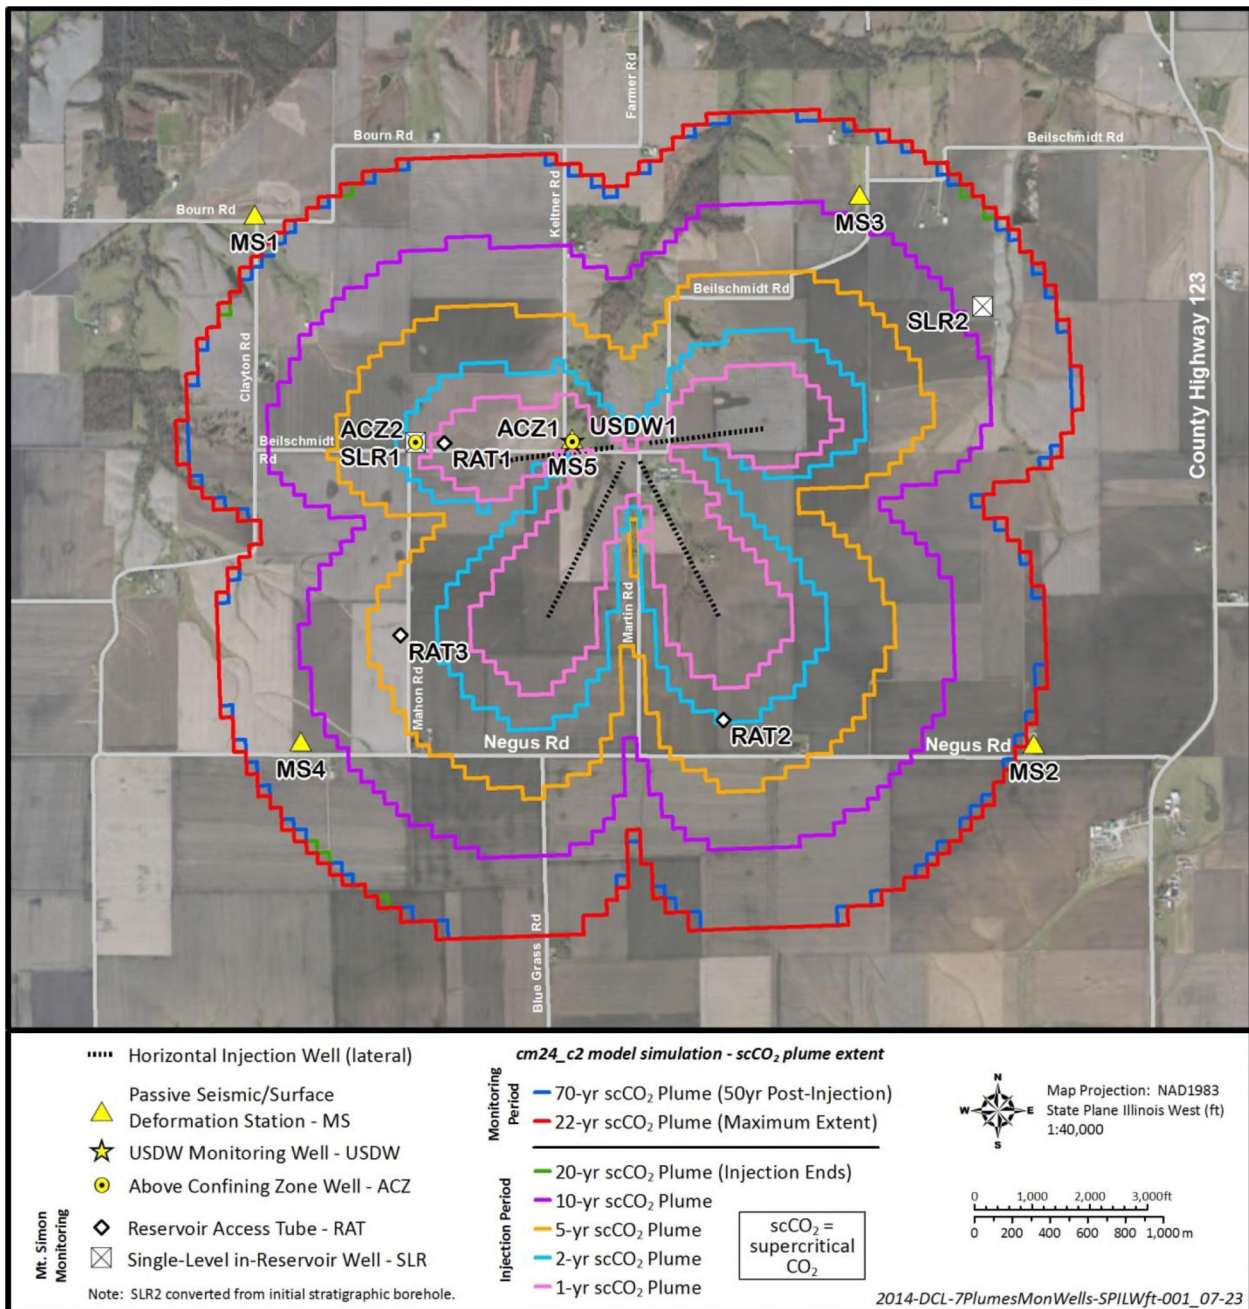 Farmer Rd
Bourn Rd
Beilschmidt Rd
Keltner Rd
Bourn Rd
MS1
MS3
Beilschmidt Rd
SLR2
County Highway 123
Clayton Rd
Beilschmidt
Rd
ACZ2
SLR1
RAT1
ACZ1
USDW1
MS5
Martin Rd
RAT3
Mahon Rd
RAT2
Negus Rd
Negus Rd
MS4
MS2
Blue Grass Rd
Horizontal Injection Well (lateral)
Passive Seismic/Surface
Deformation Station - MS
USDW Monitoring Well - USDW
Above Confining Zone Well - ACZ
Mt. Simon
Monitoring
Reservoir Access Tube - RAT
Single-Level in-Reservoir Well - SLR
Note: SLR2 converted from initial stratigraphic borehole.
cm24_c2 model simulation - scCO₂ plume extent
Monitoring
Period
70-yr scCO₂ Plume (50yr Post-Injection)
22-yr scCO₂ Plume (Maximum Extent)
Injection Period
20-yr scCO₂ Plume (Injection Ends)
10-yr scCO₂ Plume
5-yr scCO₂ Plume
2-yr scCO₂ Plume
1-yr scCO₂ Plume
scCO₂ =
supercritical
CO₂
N
W E
S
Map Projection: NAD1983
State Plane Illinois West (ft)
1:40,000
0 1,000 2,000 3,000ft
0 200 400 600 800 1,000 m
2014-DCL-7PlumesMonWells-SPILWft-001_07-23